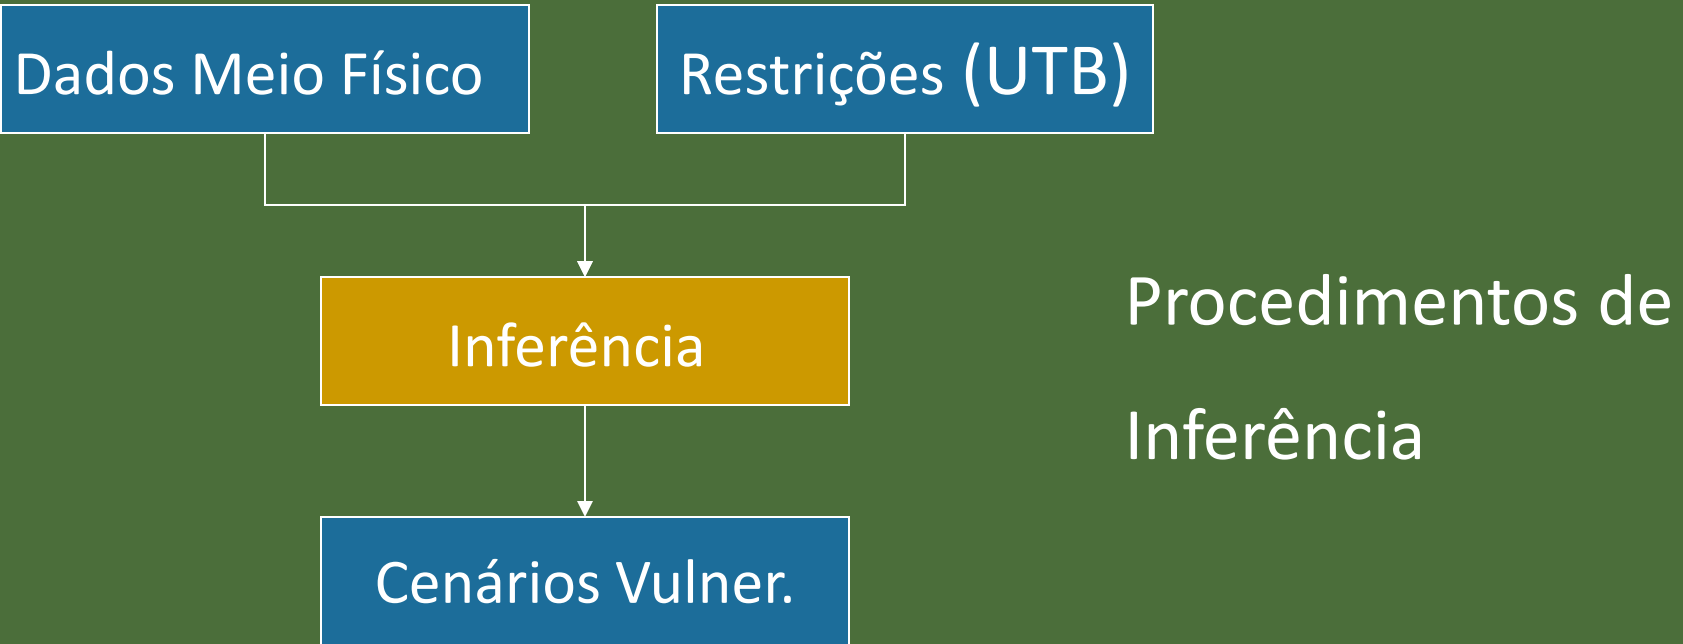 Dados Meio Físico
Restrições (UTB)
Inferência
Cenários Vulner.
Procedimentos de
Inferência